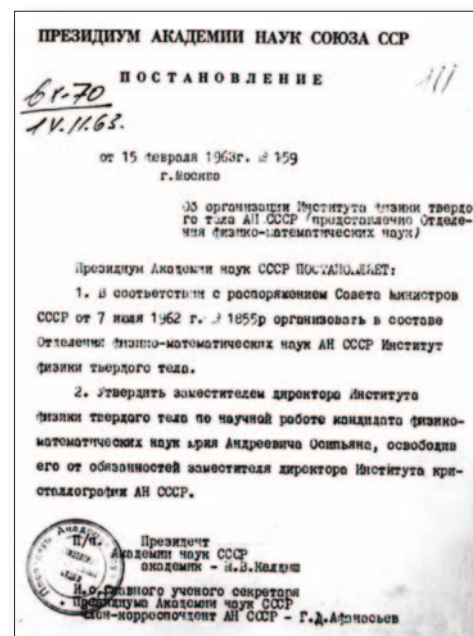 ПРЕЗИДИУМ АКАДЕМИИ НАУК СОЮЗА ССР
ПОСТАНОВЛЕНИЕ
от 15 февраля 1963г. № 159
г.Москва
Об организации Института физики твердо-
го тела АН СССР (представление Отделе-
ния физико-математических наук)
Президиум Академии наук СССР ПОСТАНОВЛЯЕТ:
1. В соответствии с распоряжением Совета Министров
СССР от 7 июля 1962 г. № 1855р организовать в составе
Отделения физико-математических наук АН СССР Институт
физики твердого тела.
2. Утвердить заместителем директора Института
физики твердого тела по научной работе кандидата физико-
математических наук Юрия Андреевича Осипьяна, освободив
его от обязанностей заместителя директора Института кри-
сталлографии АН СССР.
Президент
Академии наук СССР
академик - М.В.Келдыш
И.о.главного ученого секретаря
Президиума Академии наук СССР
член-корреспондент АН СССР - Г.Д.Афанасьев